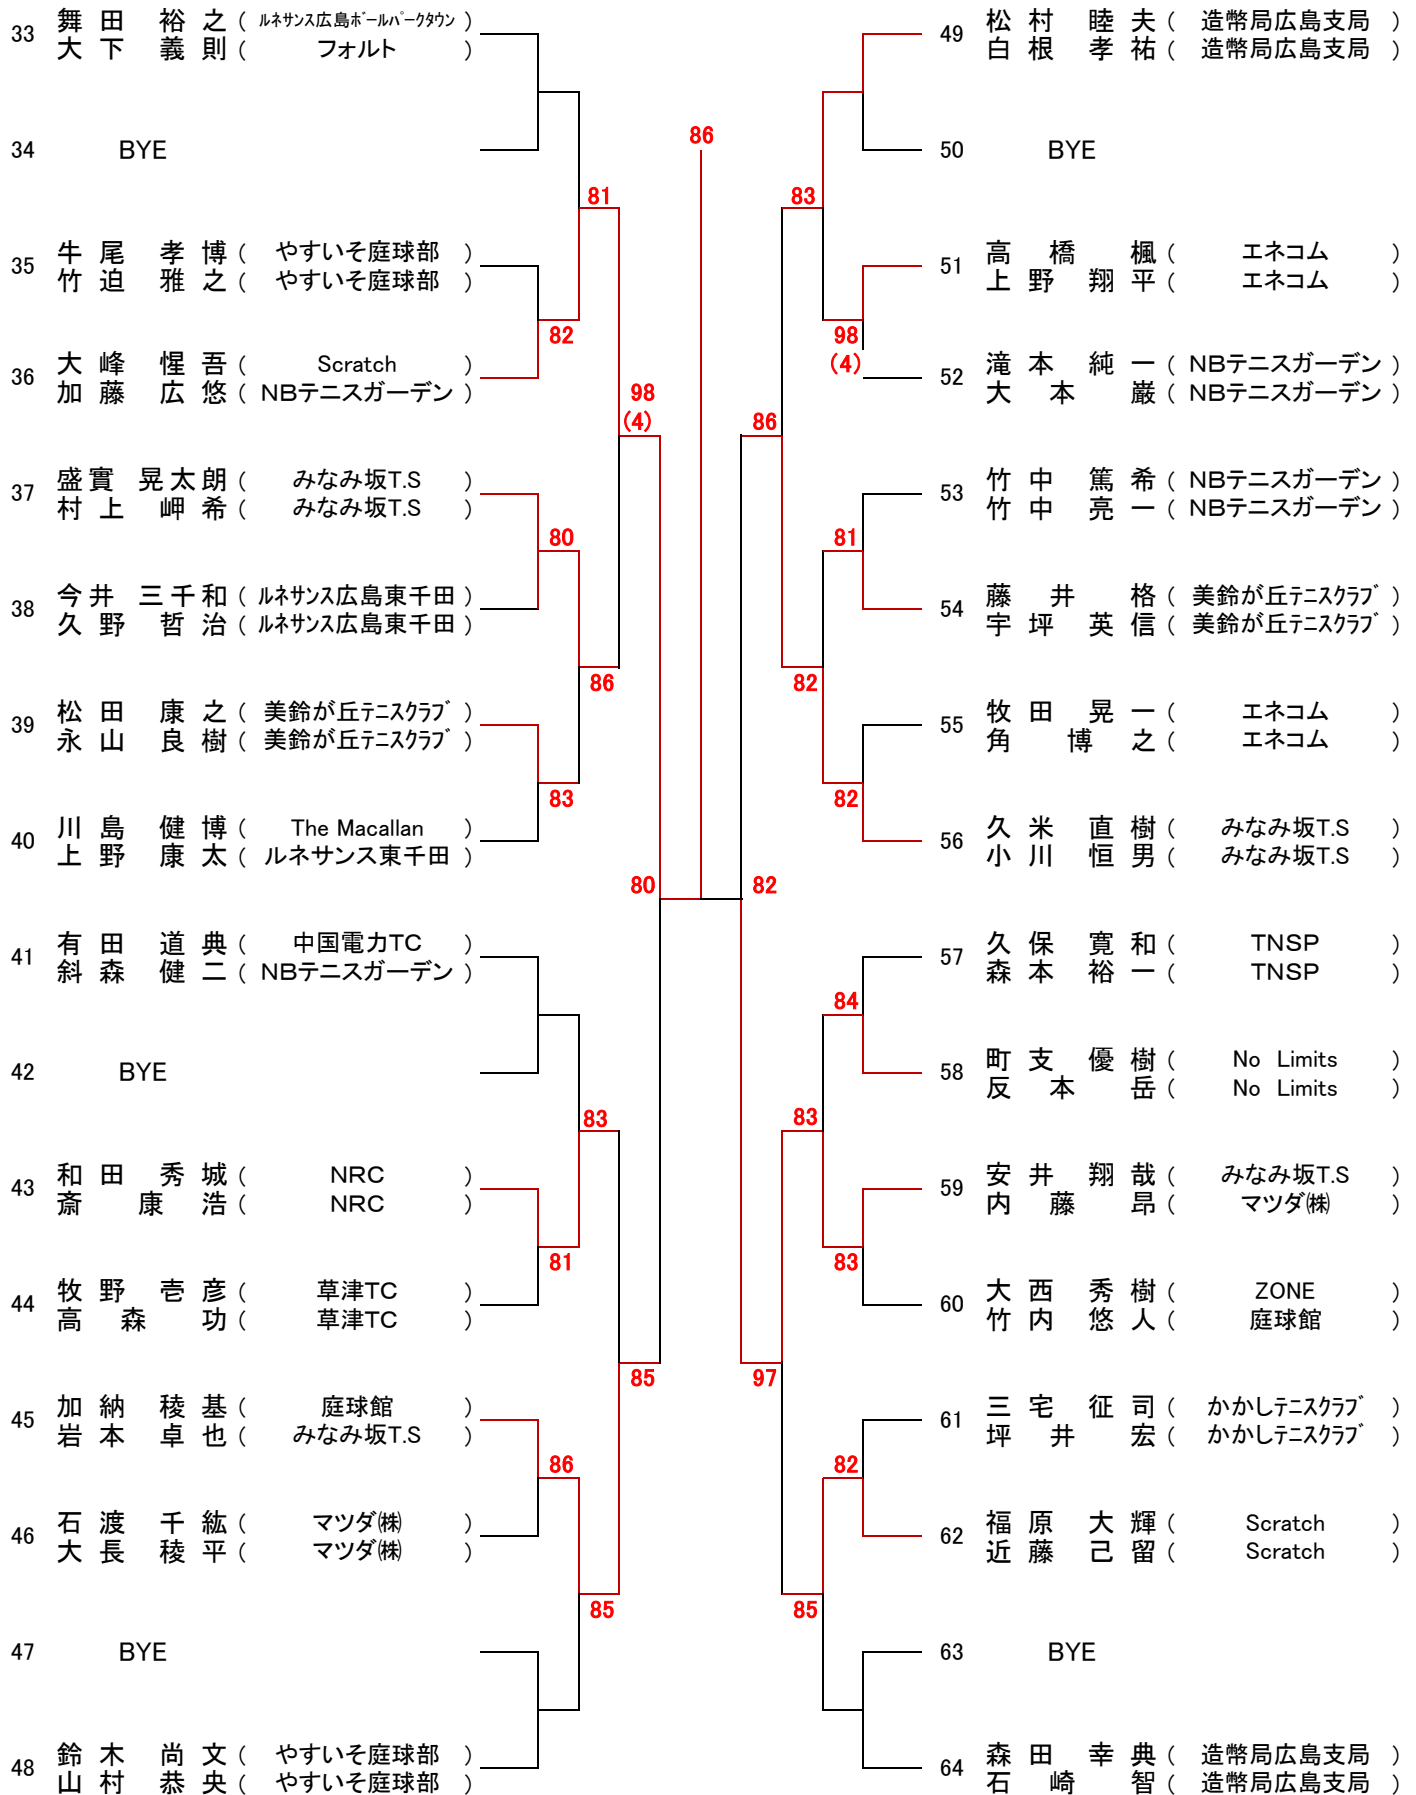 33 舞田 裕之 ( ルネサンス広島ボールパークタウン )
大下 義則 ( フォルト )
34 BYE
81
35 牛尾 孝博 ( やすいそ庭球部 )
竹迫 雅之 ( やすいそ庭球部 )
82
36 大峰 惺吾 ( Scratch )
加藤 広悠 ( NBテニスガーデン )
98
(4)
37 盛實 晃太朗 ( みなみ坂T.S )
村上 岬希 ( みなみ坂T.S )
80
38 今井 三千和 ( ルネサンス広島東千田 )
久野 哲治 ( ルネサンス広島東千田 )
86
39 松田 康之 ( 美鈴が丘テニスクラブ )
永山 良樹 ( 美鈴が丘テニスクラブ )
83
40 川島 健博 ( The Macallan )
上野 康太 ( ルネサンス東千田 )
80
41 有田 道典 ( 中国電力TC )
斜森 健二 ( NBテニスガーデン )
42 BYE
83
43 和田 秀城 ( NRC )
斎 康浩 ( NRC )
81
44 牧野 壱彦 ( 草津TC )
高森 功 ( 草津TC )
85
45 加納 稜基 ( 庭球館 )
岩本 卓也 ( みなみ坂T.S )
86
46 石渡 千紘 ( マツダ㈱ )
大長 稜平 ( マツダ㈱ )
85
47 BYE
48 鈴木 尚文 ( やすいそ庭球部 )
山村 恭央 ( やすいそ庭球部 )
86
49 松村 睦夫 ( 造幣局広島支局 )
白根 孝祐 ( 造幣局広島支局 )
50 BYE
83
51 高橋 楓 ( エネコム )
上野 翔平 ( エネコム )
98
(4)
52 滝本 純一 ( NBテニスガーデン )
大本 巌 ( NBテニスガーデン )
86
53 竹中 篤希 ( NBテニスガーデン )
竹中 亮一 ( NBテニスガーデン )
81
54 藤井 格 ( 美鈴が丘テニスクラブ )
宇坪 英信 ( 美鈴が丘テニスクラブ )
82
55 牧田 晃一 ( エネコム )
角 博之 ( エネコム )
82
56 久米 直樹 ( みなみ坂T.S )
小川 恒男 ( みなみ坂T.S )
82
57 久保 寛和 ( TNSP )
森本 裕一 ( TNSP )
84
58 町支 優樹 ( No Limits )
反本 岳 ( No Limits )
83
59 安井 翔哉 ( みなみ坂T.S )
内藤 昂 ( マツダ㈱ )
83
60 大西 秀樹 ( ZONE )
竹内 悠人 ( 庭球館 )
97
61 三宅 征司 ( かかしテニスクラブ )
坪井 宏 ( かかしテニスクラブ )
82
62 福原 大輝 ( Scratch )
近藤 己留 ( Scratch )
85
63 BYE
64 森田 幸典 ( 造幣局広島支局 )
石崎 智 ( 造幣局広島支局 )